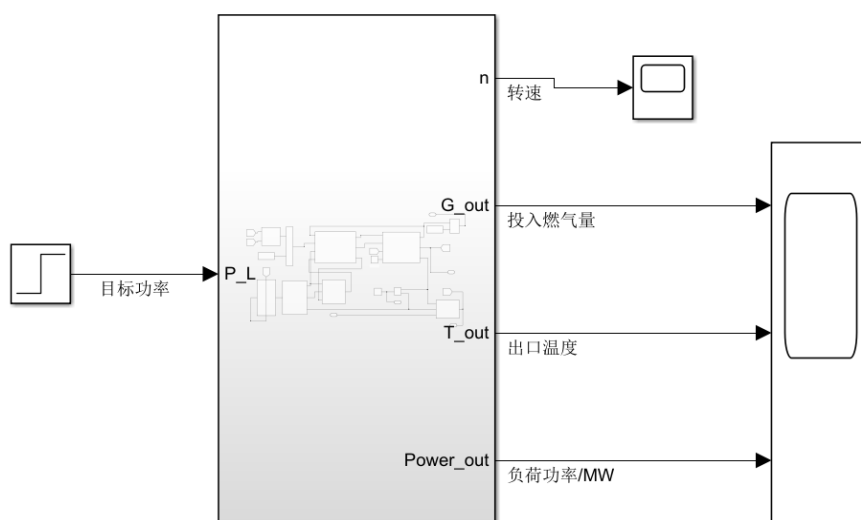 n
转速
G_out
投入燃气量
P_L
目标功率
T_out
出口温度
Power_out
负荷功率/MW